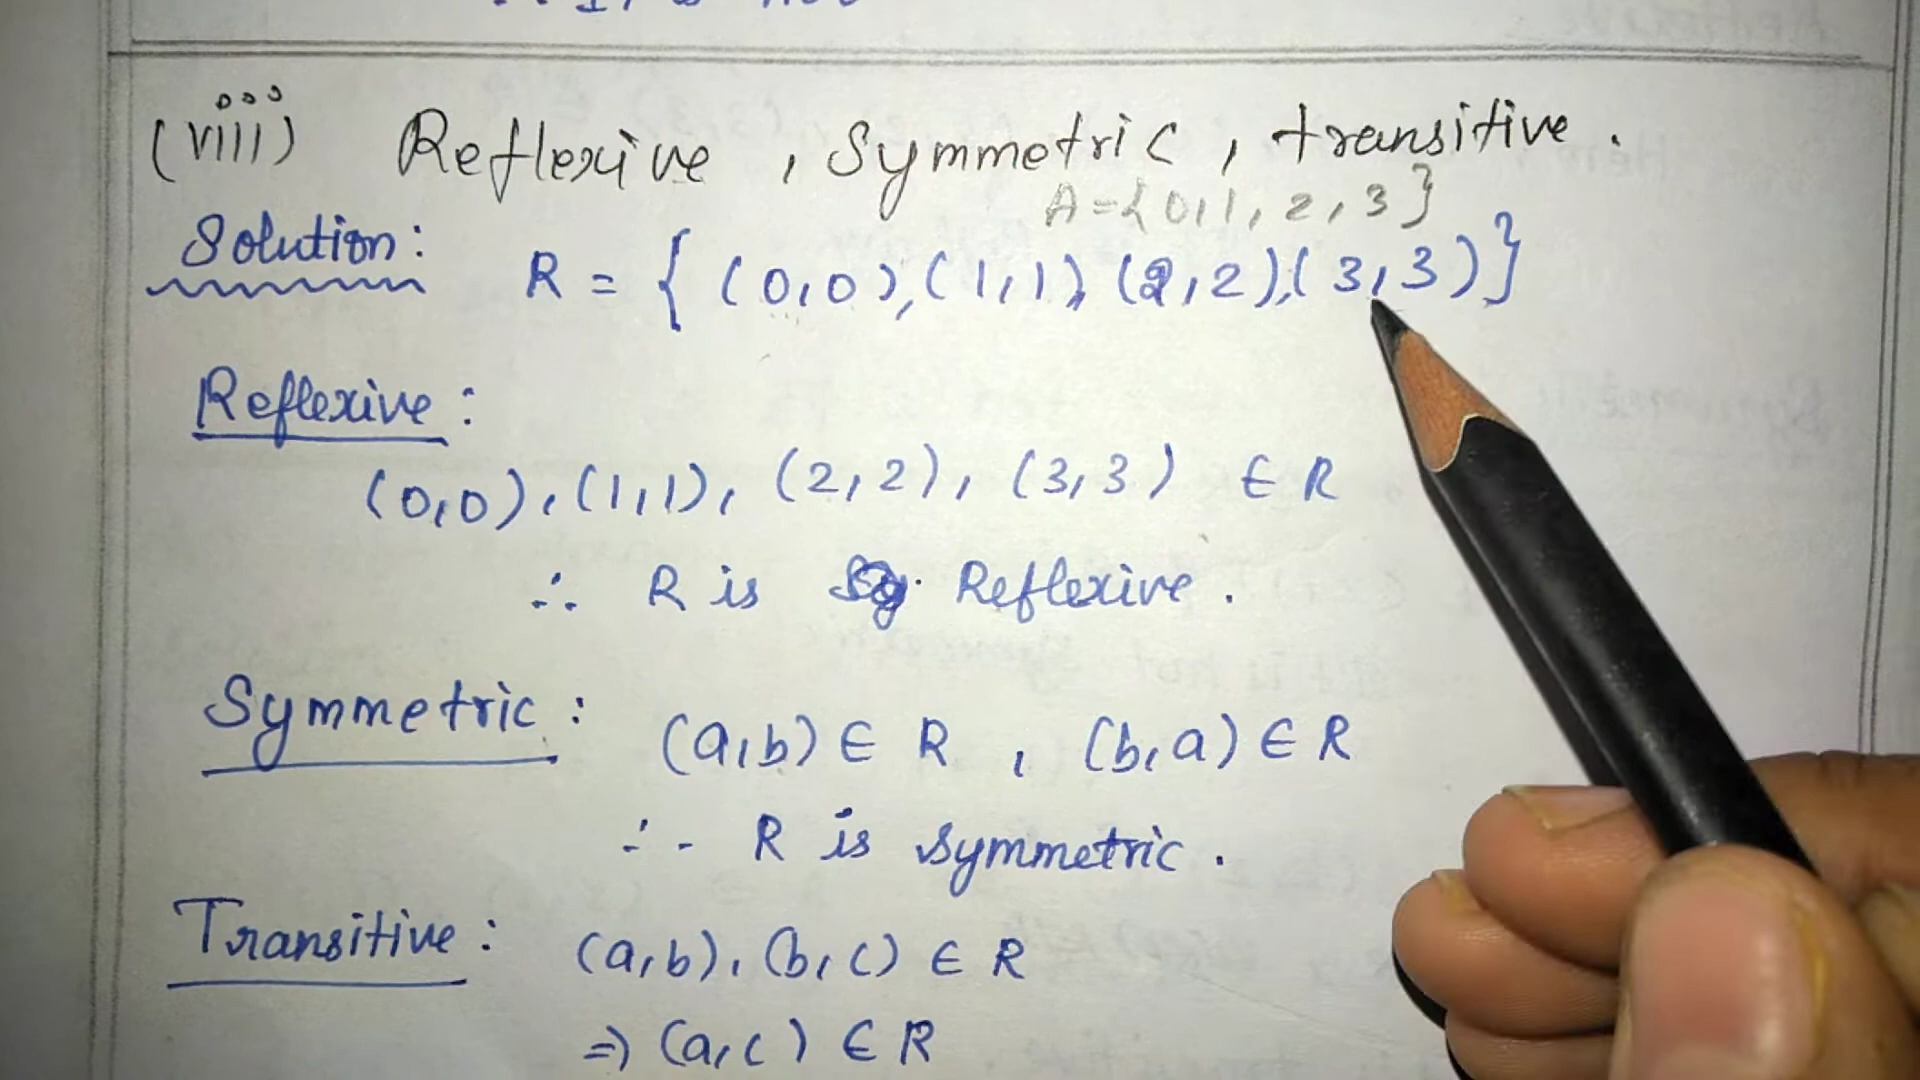 (viii) Reflexive, Symmetric, transitive.
A={0,1,2,3}
Solution: R = { (0,0),(1,1),(2,2),(3,3)}
Reflexive:
(0,0),(1,1),(2,2),(3,3) ∈ R
∴ R is Reflexive.
Symmetric: (a,b) ∈ R , (b,a) ∈ R
∴ R is symmetric.
Transitive: (a,b),(b,c) ∈ R
⇒ (a,c) ∈ R